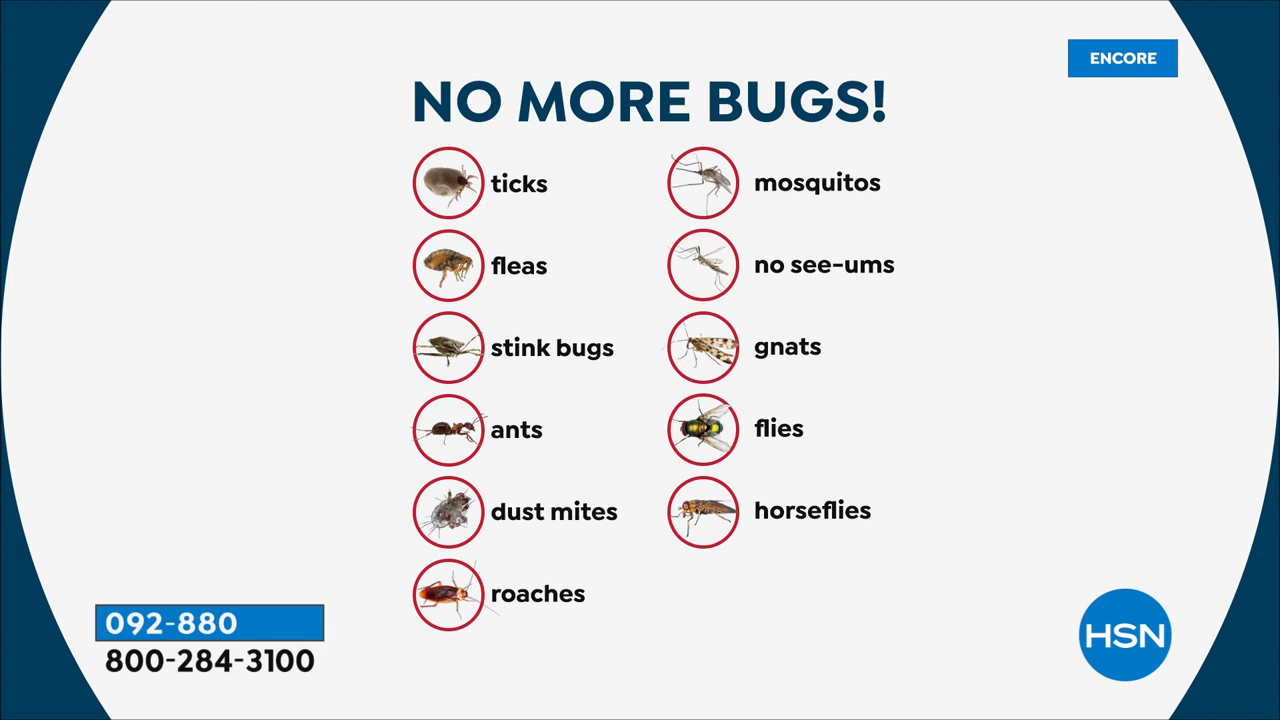 ENCORE
NO MORE BUGS!
ticks
fleas
stink bugs
ants
dust mites
roaches
mosquitos
no see-ums
gnats
flies
horseflies
092-880
800-284-3100
HSN